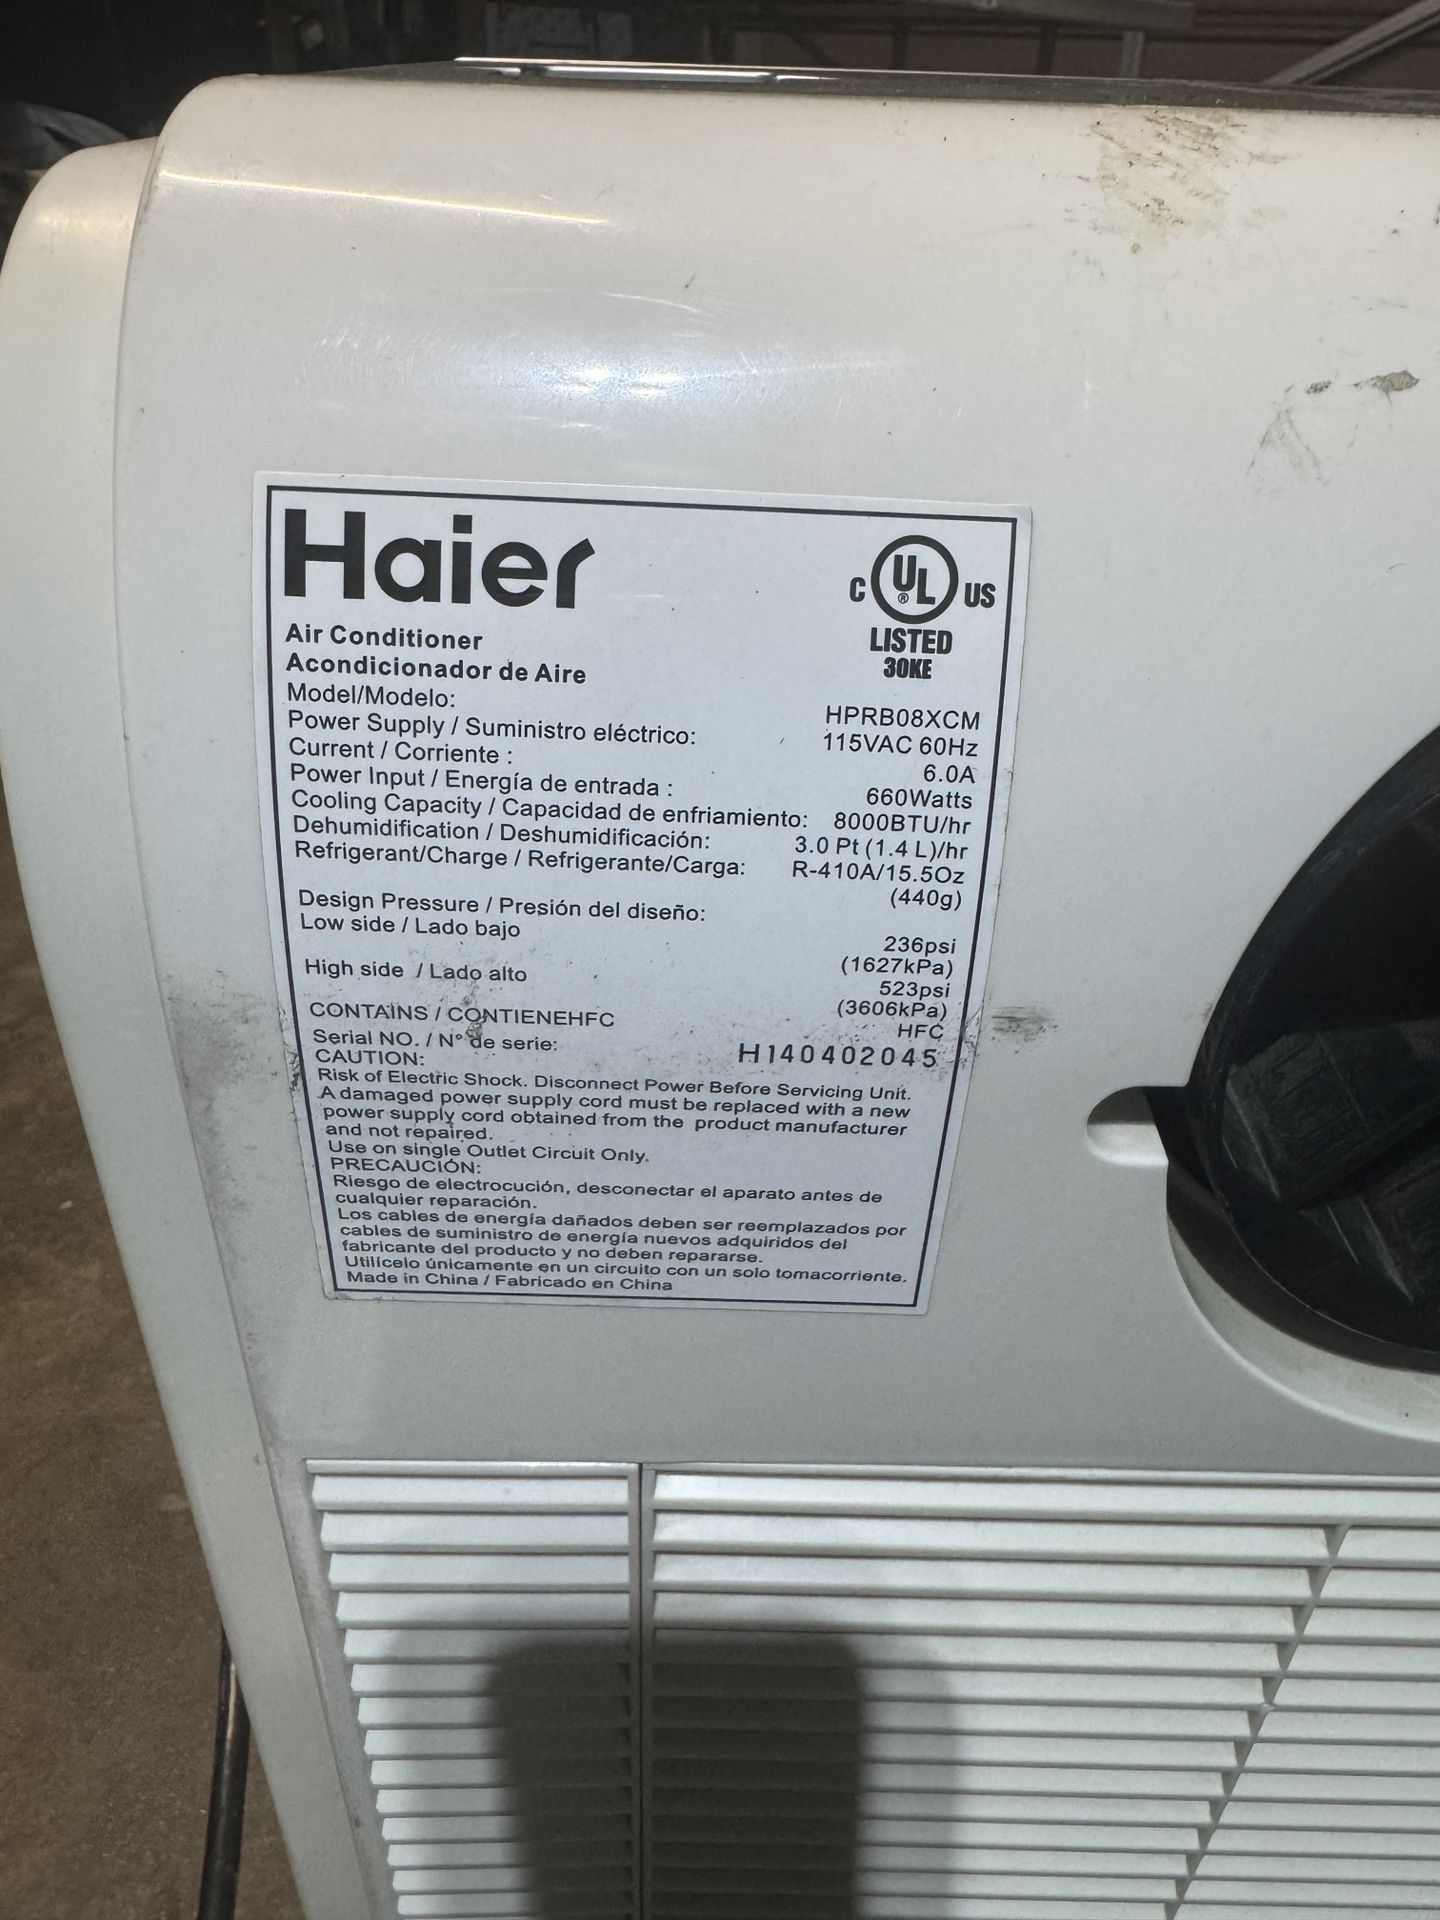 Haier
C UL® US
LISTED
30KE
Air Conditioner
Acondicionador de Aire
Model/Modelo: HPRB08XCM
Power Supply / Suministro eléctrico: 115VAC 60Hz
Current / Corriente : 6.0A
Power Input / Energía de entrada : 660Watts
Cooling Capacity / Capacidad de enfriamiento: 8000BTU/hr
Dehumidification / Deshumidificación: 3.0 Pt (1.4 L)/hr
Refrigerant/Charge / Refrigerante/Carga: R-410A/15.5Oz
(440g)
Design Pressure / Presión del diseño:
Low side / Lado bajo 236psi
(1627kPa)
High side / Lado alto 523psi
(3606kPa)
CONTAINS / CONTIENEHFC HFC
Serial NO. / N° de serie: H140402045
CAUTION:
Risk of Electric Shock. Disconnect Power Before Servicing Unit.
A damaged power supply cord must be replaced with a new
power supply cord obtained from the product manufacturer
and not repaired.
Use on single Outlet Circuit Only.
PRECAUCIÓN:
Riesgo de electrocución, desconectar el aparato antes de
cualquier reparación.
Los cables de energía dañados deben ser reemplazados por
cables de suministro de energía nuevos adquiridos del
fabricante del producto y no deben repararse.
Utilícelo únicamente en un circuito con un solo tomacorriente.
Made in China / Fabricado en China